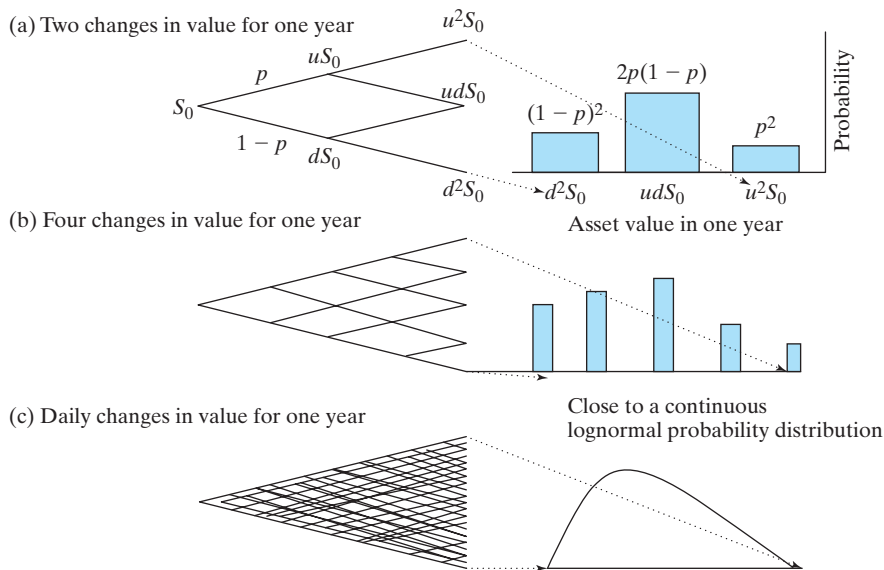 (a) Two changes in value for one year
u²S₀
uS₀
p
S₀
udS₀
1 − p
dS₀
d²S₀
2p(1 − p)
(1 − p)²
p²
Probability
d²S₀
udS₀
u²S₀
Asset value in one year
(b) Four changes in value for one year
(c) Daily changes in value for one year
Close to a continuous
lognormal probability distribution